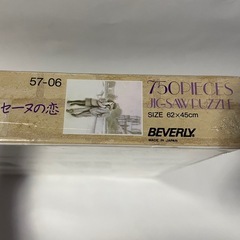 57-06
セーヌの恋
750PIECES
JIG-SAW PUZZLE
SIZE 62×45cm
BEVERLY.
MADE IN JAPAN